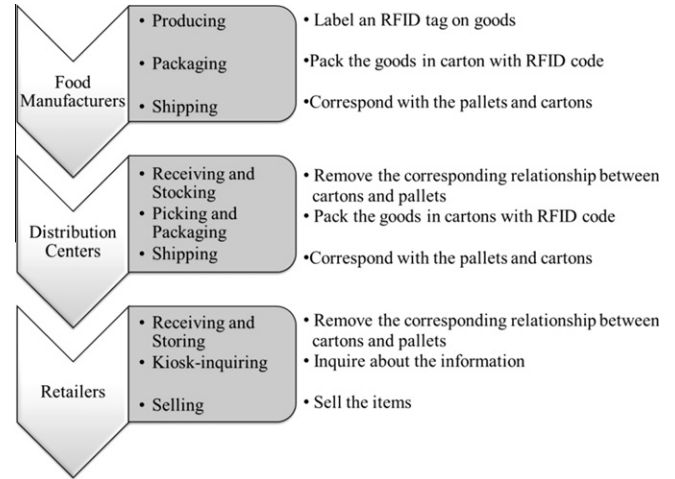 Food
Manufacturers
• Producing
• Packaging
• Shipping
• Label an RFID tag on goods
•Pack the goods in carton with RFID code
•Correspond with the pallets and cartons
Distribution
Centers
• Receiving and
Stocking
• Picking and
Packaging
• Shipping
• Remove the corresponding relationship between
cartons and pallets
• Pack the goods in cartons with RFID code
•Correspond with the pallets and cartons
Retailers
• Receiving and
Storing
• Kiosk-inquiring
• Selling
• Remove the corresponding relationship between
cartons and pallets
• Inquire about the information
• Sell the items